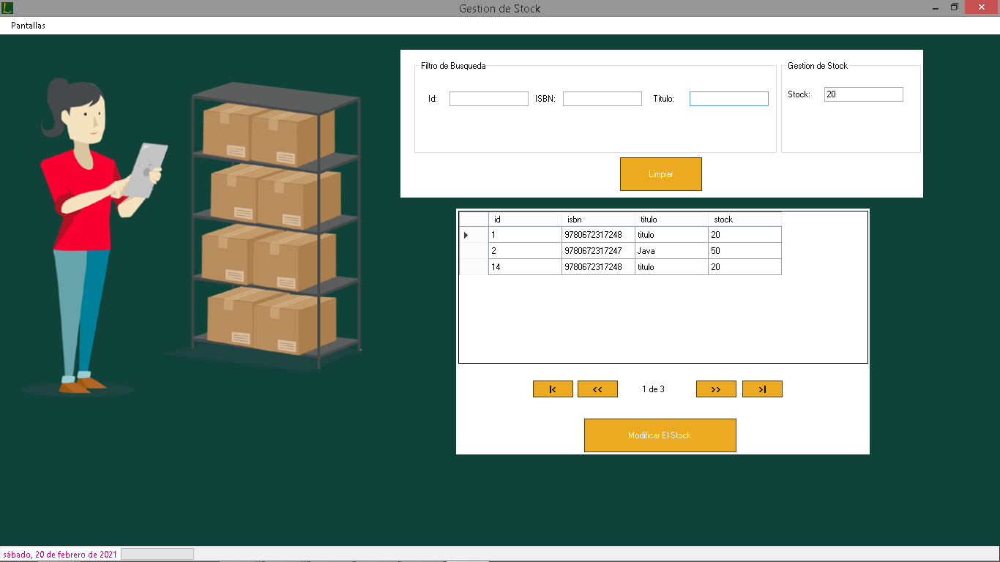 Gestion de Stock
Pantallas
Filtro de Busqueda
Id:
ISBN:
Titulo:
Gestion de Stock
Stock: 20
Limpiar
id isbn titulo stock
1 9780672317248 titulo 20
2 9780672317247 Java 50
14 9780672317248 titulo 20
|< << 1 de 3 >> >|
Modificar El Stock
sábado, 20 de febrero de 2021